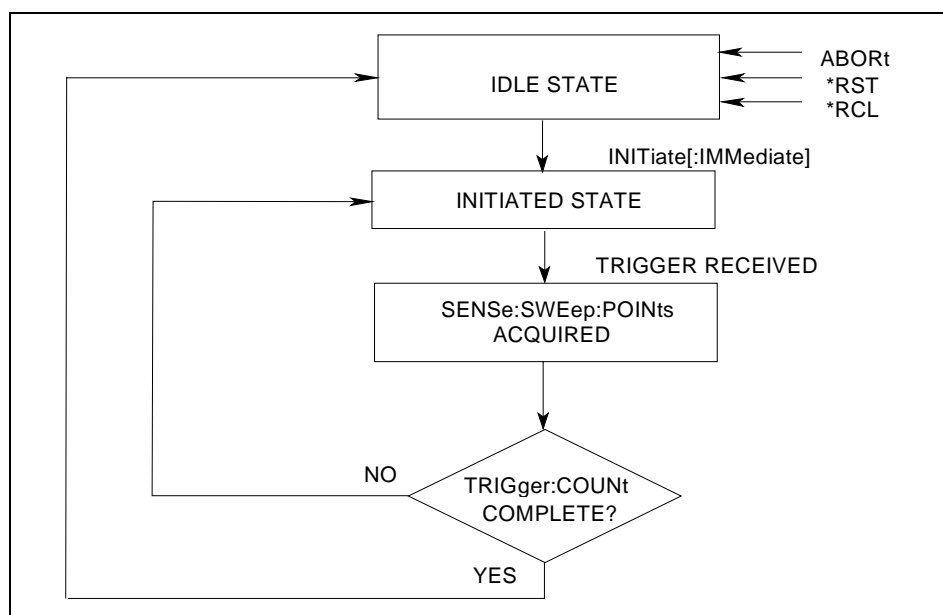 ABORt
IDLE STATE
*RST
*RCL
INITiate[:IMMediate]
INITIATED STATE
TRIGGER RECEIVED
SENSe:SWEep:POINts
ACQUIRED
NO
TRIGger:COUNt
COMPLETE?
YES